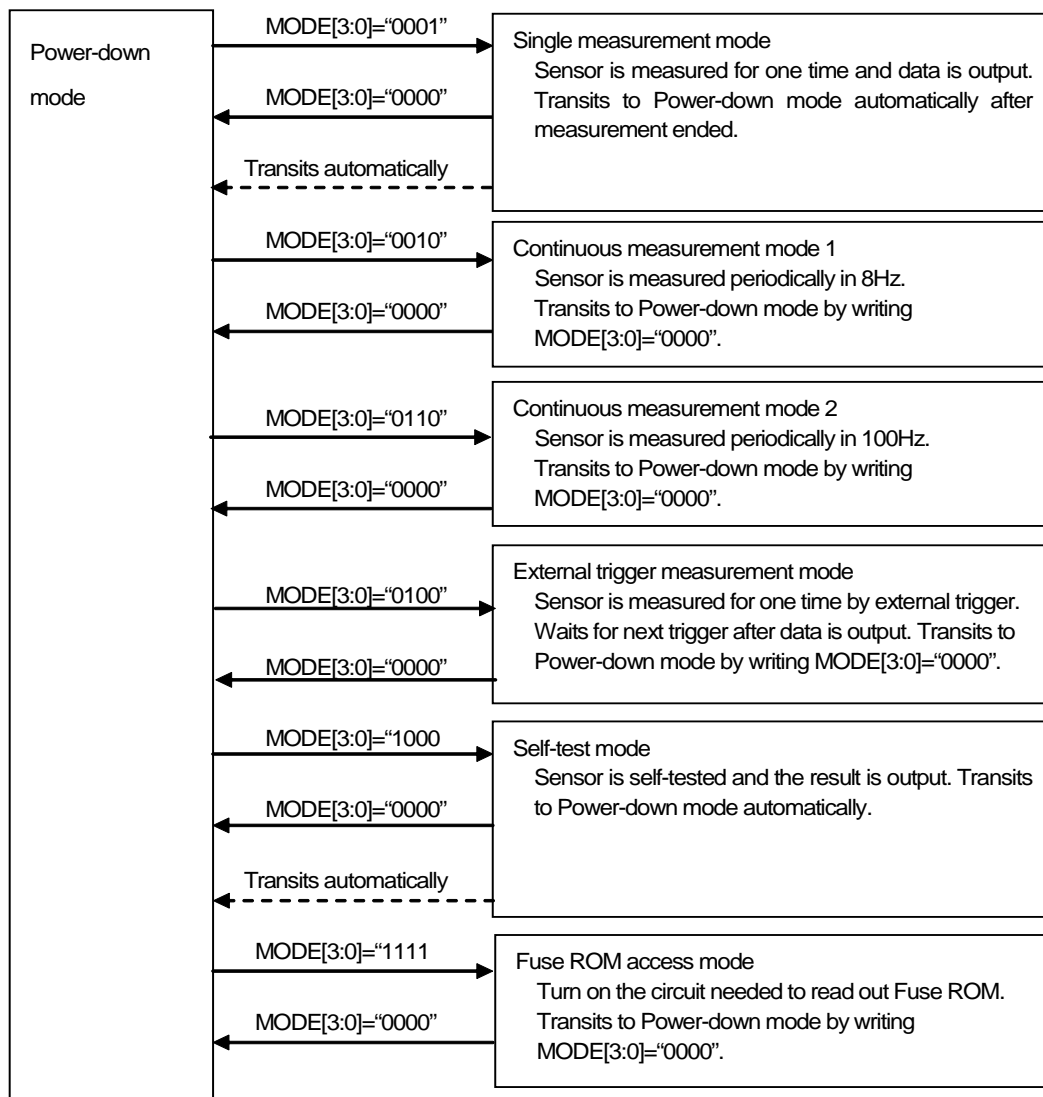 Power-down
mode
MODE[3:0]=“0001”
MODE[3:0]=“0000”
Transits automatically
Single measurement mode
Sensor is measured for one time and data is output.
Transits to Power-down mode automatically after
measurement ended.
MODE[3:0]=“0010”
MODE[3:0]=“0000”
Continuous measurement mode 1
Sensor is measured periodically in 8Hz.
Transits to Power-down mode by writing
MODE[3:0]=“0000”.
MODE[3:0]=“0110”
MODE[3:0]=“0000”
Continuous measurement mode 2
Sensor is measured periodically in 100Hz.
Transits to Power-down mode by writing
MODE[3:0]=“0000”.
MODE[3:0]=“0100”
MODE[3:0]=“0000”
External trigger measurement mode
Sensor is measured for one time by external trigger.
Waits for next trigger after data is output. Transits to
Power-down mode by writing MODE[3:0]=“0000”.
MODE[3:0]=“1000
MODE[3:0]=“0000”
Transits automatically
Self-test mode
Sensor is self-tested and the result is output. Transits
to Power-down mode automatically.
MODE[3:0]=“1111
MODE[3:0]=“0000”
Fuse ROM access mode
Turn on the circuit needed to read out Fuse ROM.
Transits to Power-down mode by writing
MODE[3:0]=“0000”.